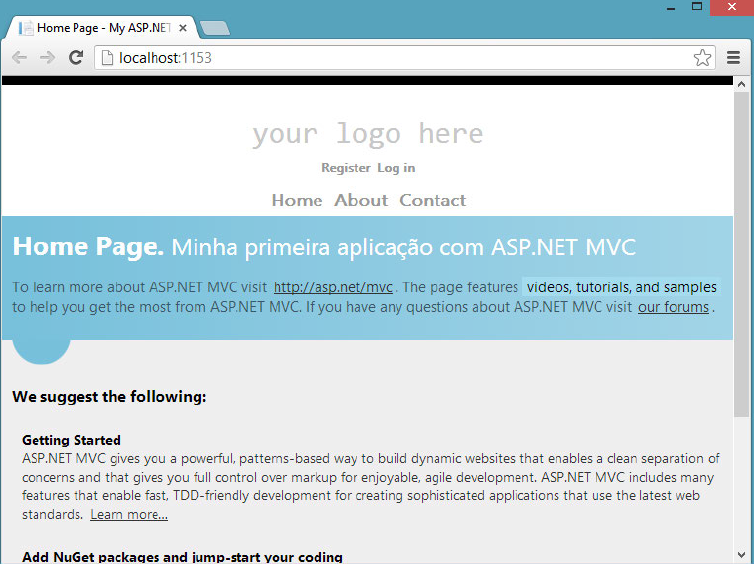 Home Page - My ASP.NET
localhost:1153
your logo here
Register Log in
Home About Contact
Home Page. Minha primeira aplicação com ASP.NET MVC
To learn more about ASP.NET MVC visit http://asp.net/mvc. The page features videos, tutorials, and samples
to help you get the most from ASP.NET MVC. If you have any questions about ASP.NET MVC visit our forums.
We suggest the following:
Getting Started
ASP.NET MVC gives you a powerful, patterns-based way to build dynamic websites that enables a clean separation of
concerns and that gives you full control over markup for enjoyable, agile development. ASP.NET MVC includes many
features that enable fast, TDD-friendly development for creating sophisticated applications that use the latest web
standards. Learn more...
Add NuGet packages and jump-start your coding